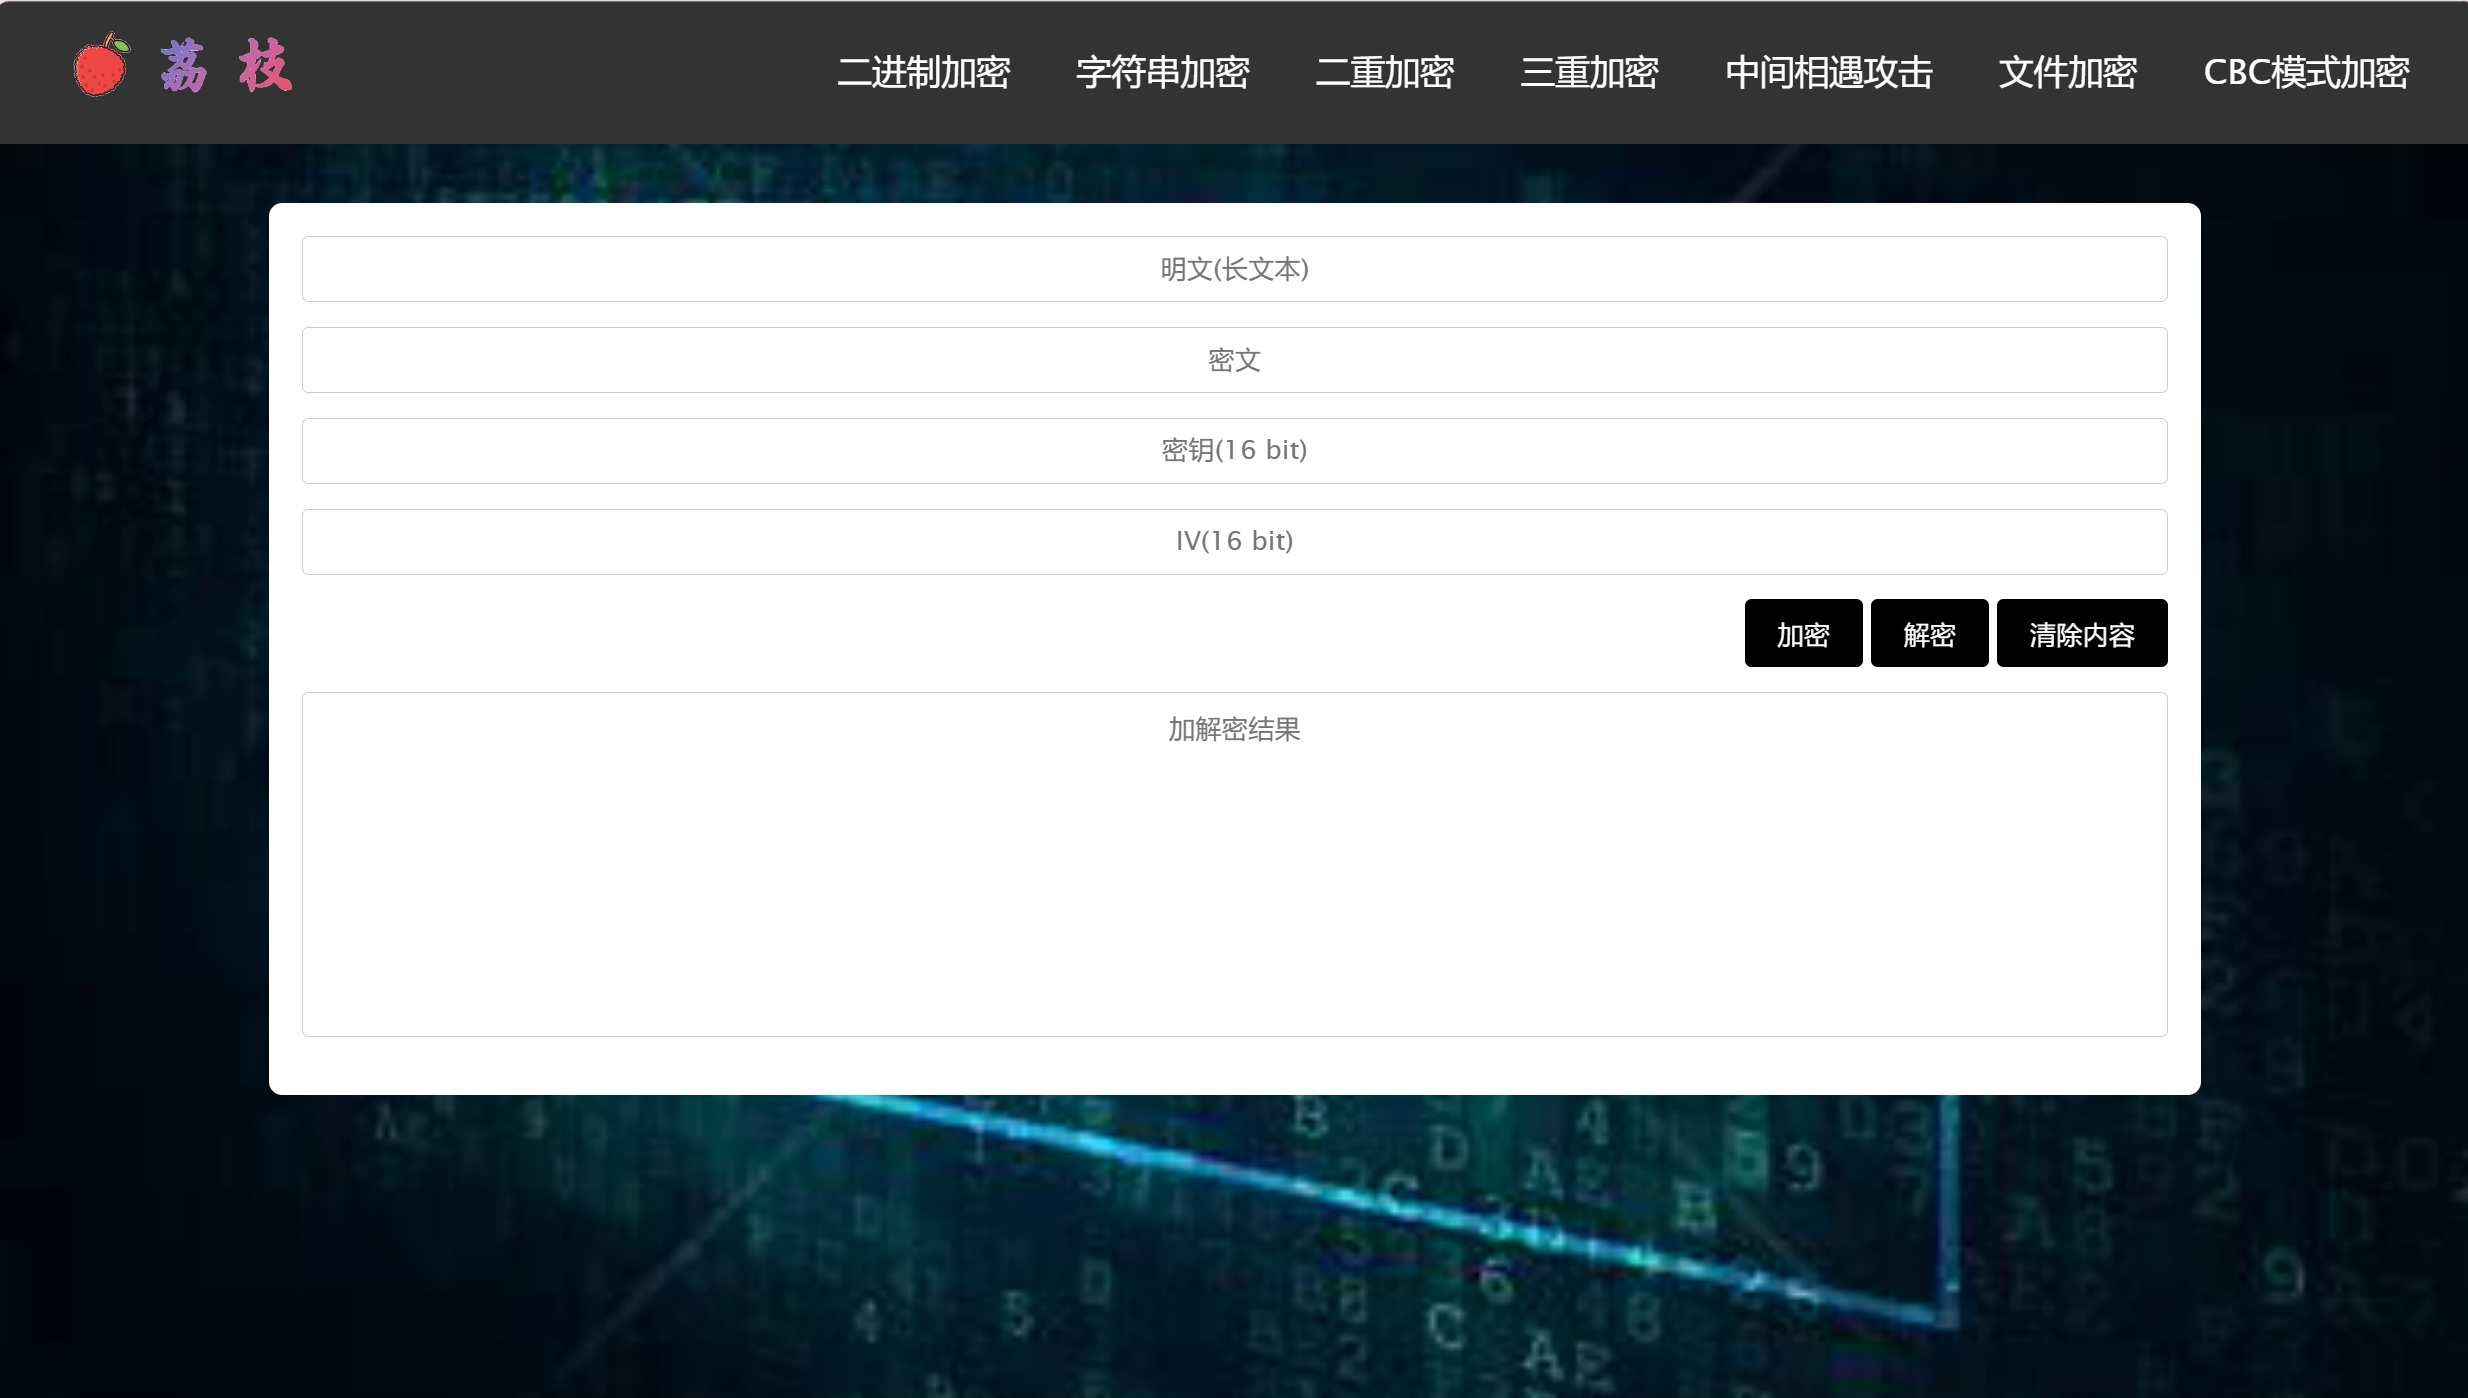 荔 枝
二进制加密 字符串加密 二重加密 三重加密 中间相遇攻击 文件加密 CBC模式加密
明文(长文本)
密文
密钥(16 bit)
IV(16 bit)
加密 解密 清除内容
加解密结果